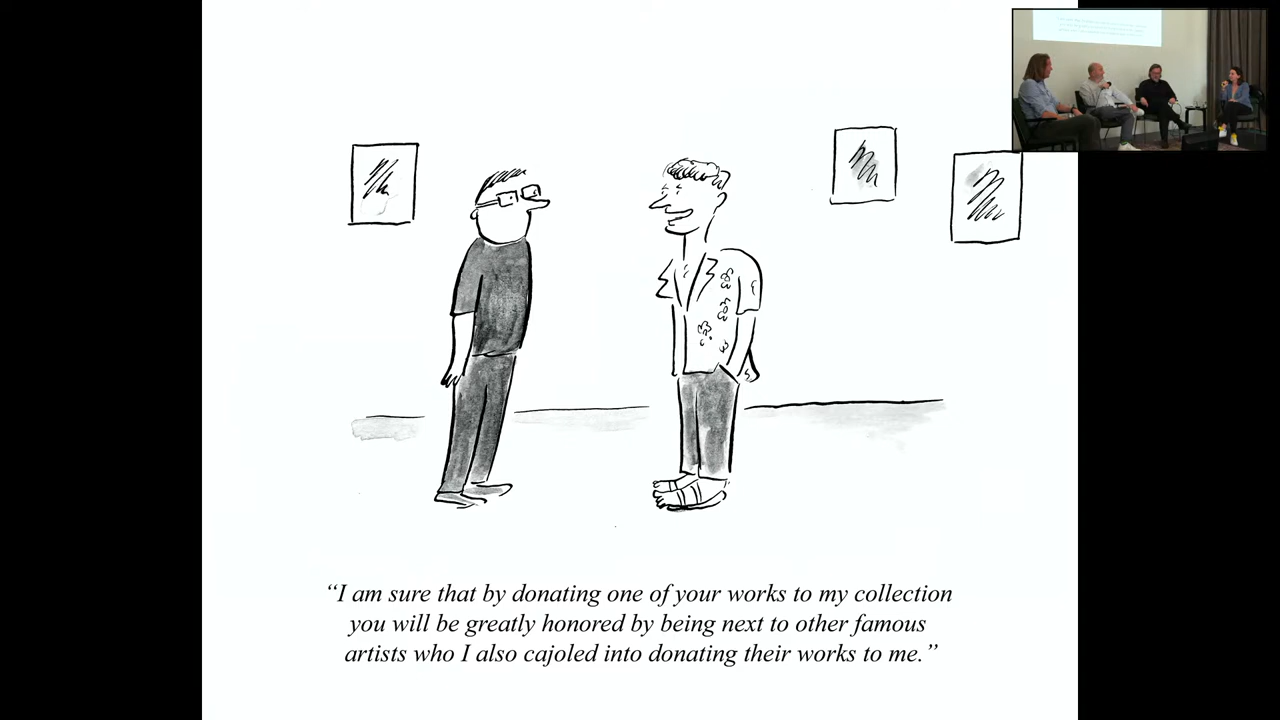 “I am sure that by donating one of your works to my collection
you will be greatly honored by being next to other famous
artists who I also cajoled into donating their works to me.”